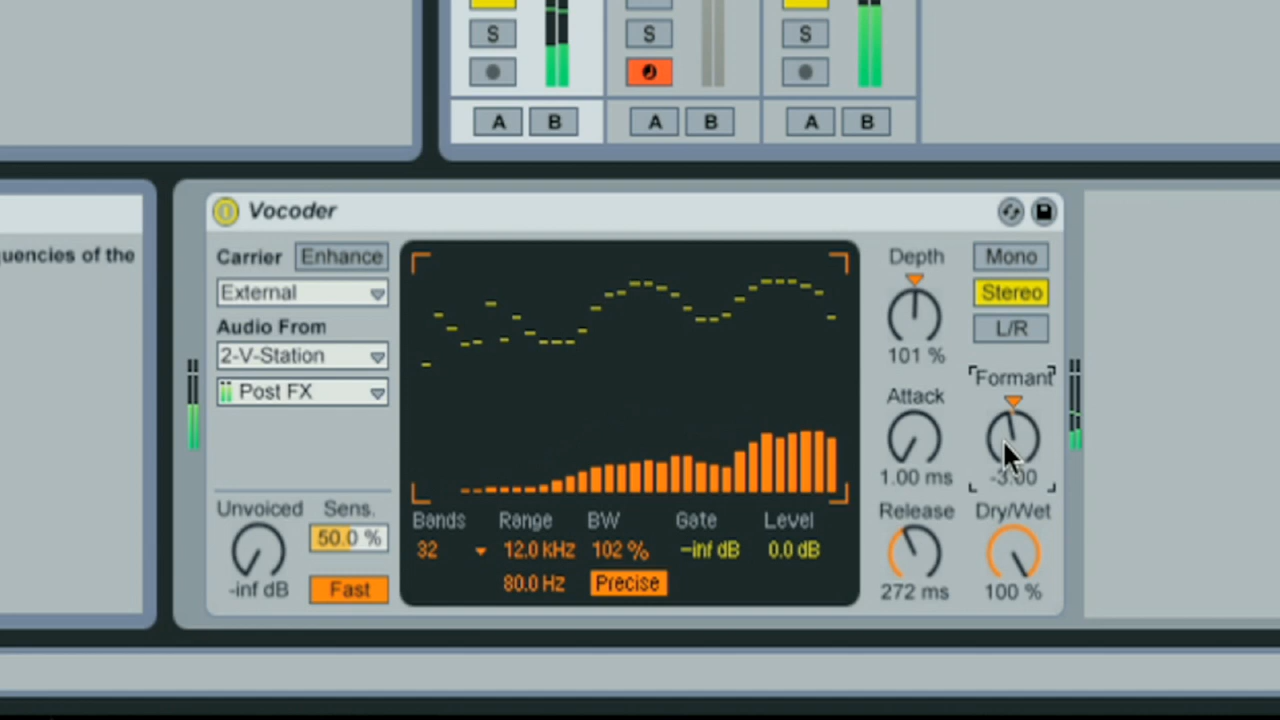 S
S
S
A B
A B
A B
Vocoder
quencies of the
Carrier Enhance
External
Audio From
2-V-Station
Post FX
Unvoiced Sens.
50.0 %
-inf dB Fast
Bands Range BW Gate Level
32 12.0 kHz 102 % -inf dB 0.0 dB
80.0 Hz Precise
Depth
101 %
Attack
1.00 ms
Release
272 ms
Mono
Stereo
L/R
Formant
-3.00
Dry/Wet
100 %